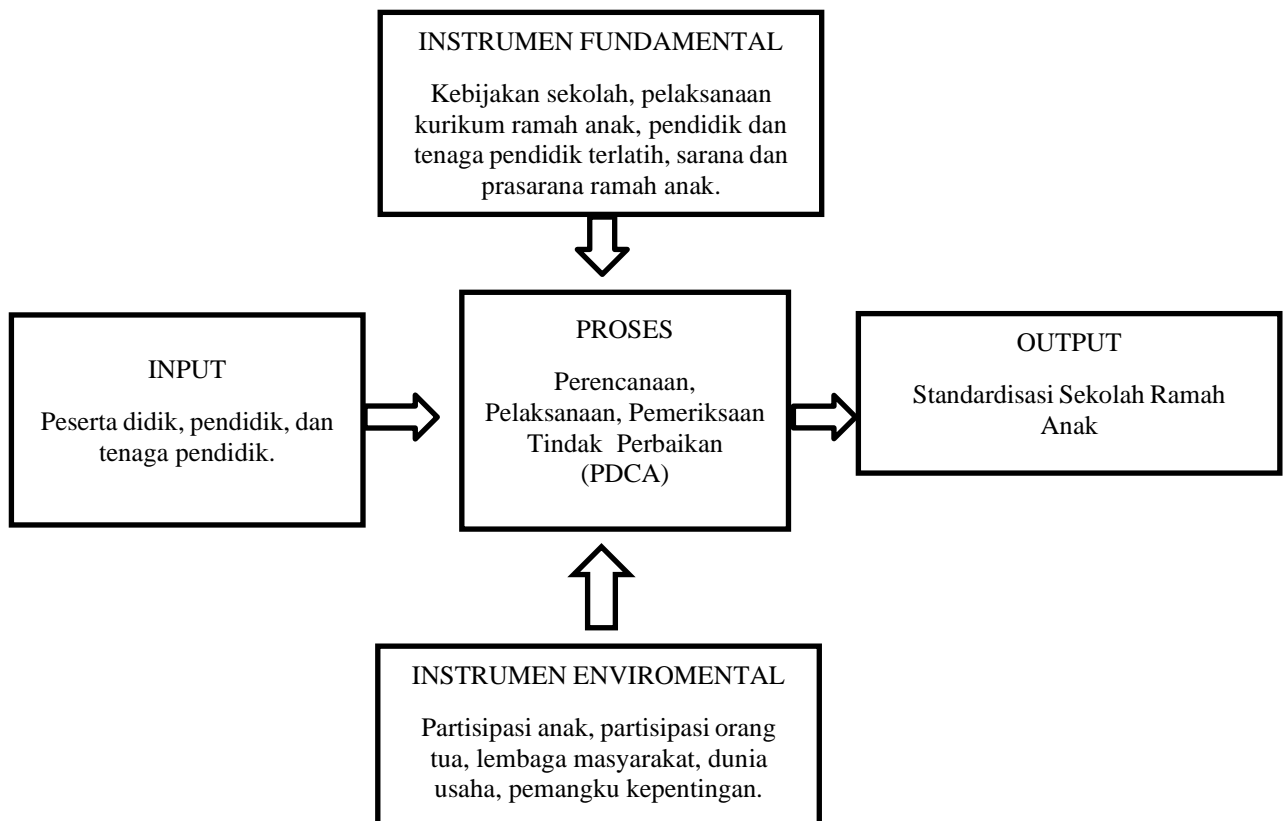 INSTRUMEN FUNDAMENTAL
Kebijakan sekolah, pelaksanaan
kurikum ramah anak, pendidik dan
tenaga pendidik terlatih, sarana dan
prasarana ramah anak.
INPUT
Peserta didik, pendidik, dan
tenaga pendidik.
PROSES
Perencanaan,
Pelaksanaan, Pemeriksaan
Tindak Perbaikan
(PDCA)
OUTPUT
Standardisasi Sekolah Ramah
Anak
INSTRUMEN ENVIROMENTAL
Partisipasi anak, partisipasi orang
tua, lembaga masyarakat, dunia
usaha, pemangku kepentingan.